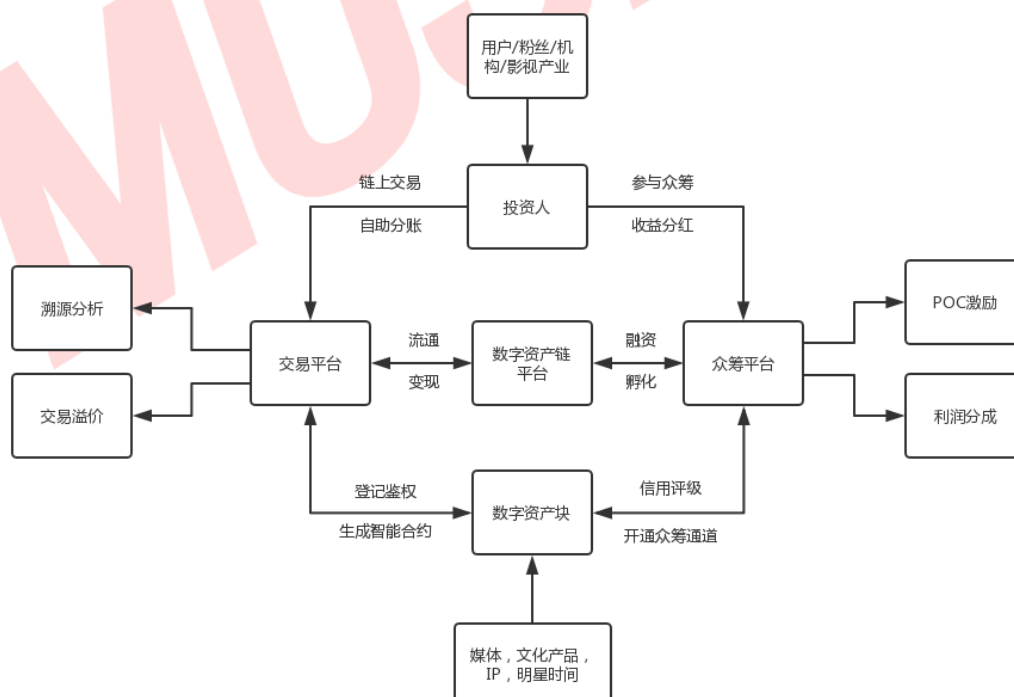 用户/粉丝/机
构/影视产业
链上交易
自助分账
投资人
参与众筹
收益分红
溯源分析
交易溢价
交易平台
流通
变现
数字资产链
平台
融资
孵化
众筹平台
POC激励
利润分成
登记鉴权
生成智能合约
数字资产块
信用评级
开通众筹通道
媒体，文化产品，
IP，明星时间